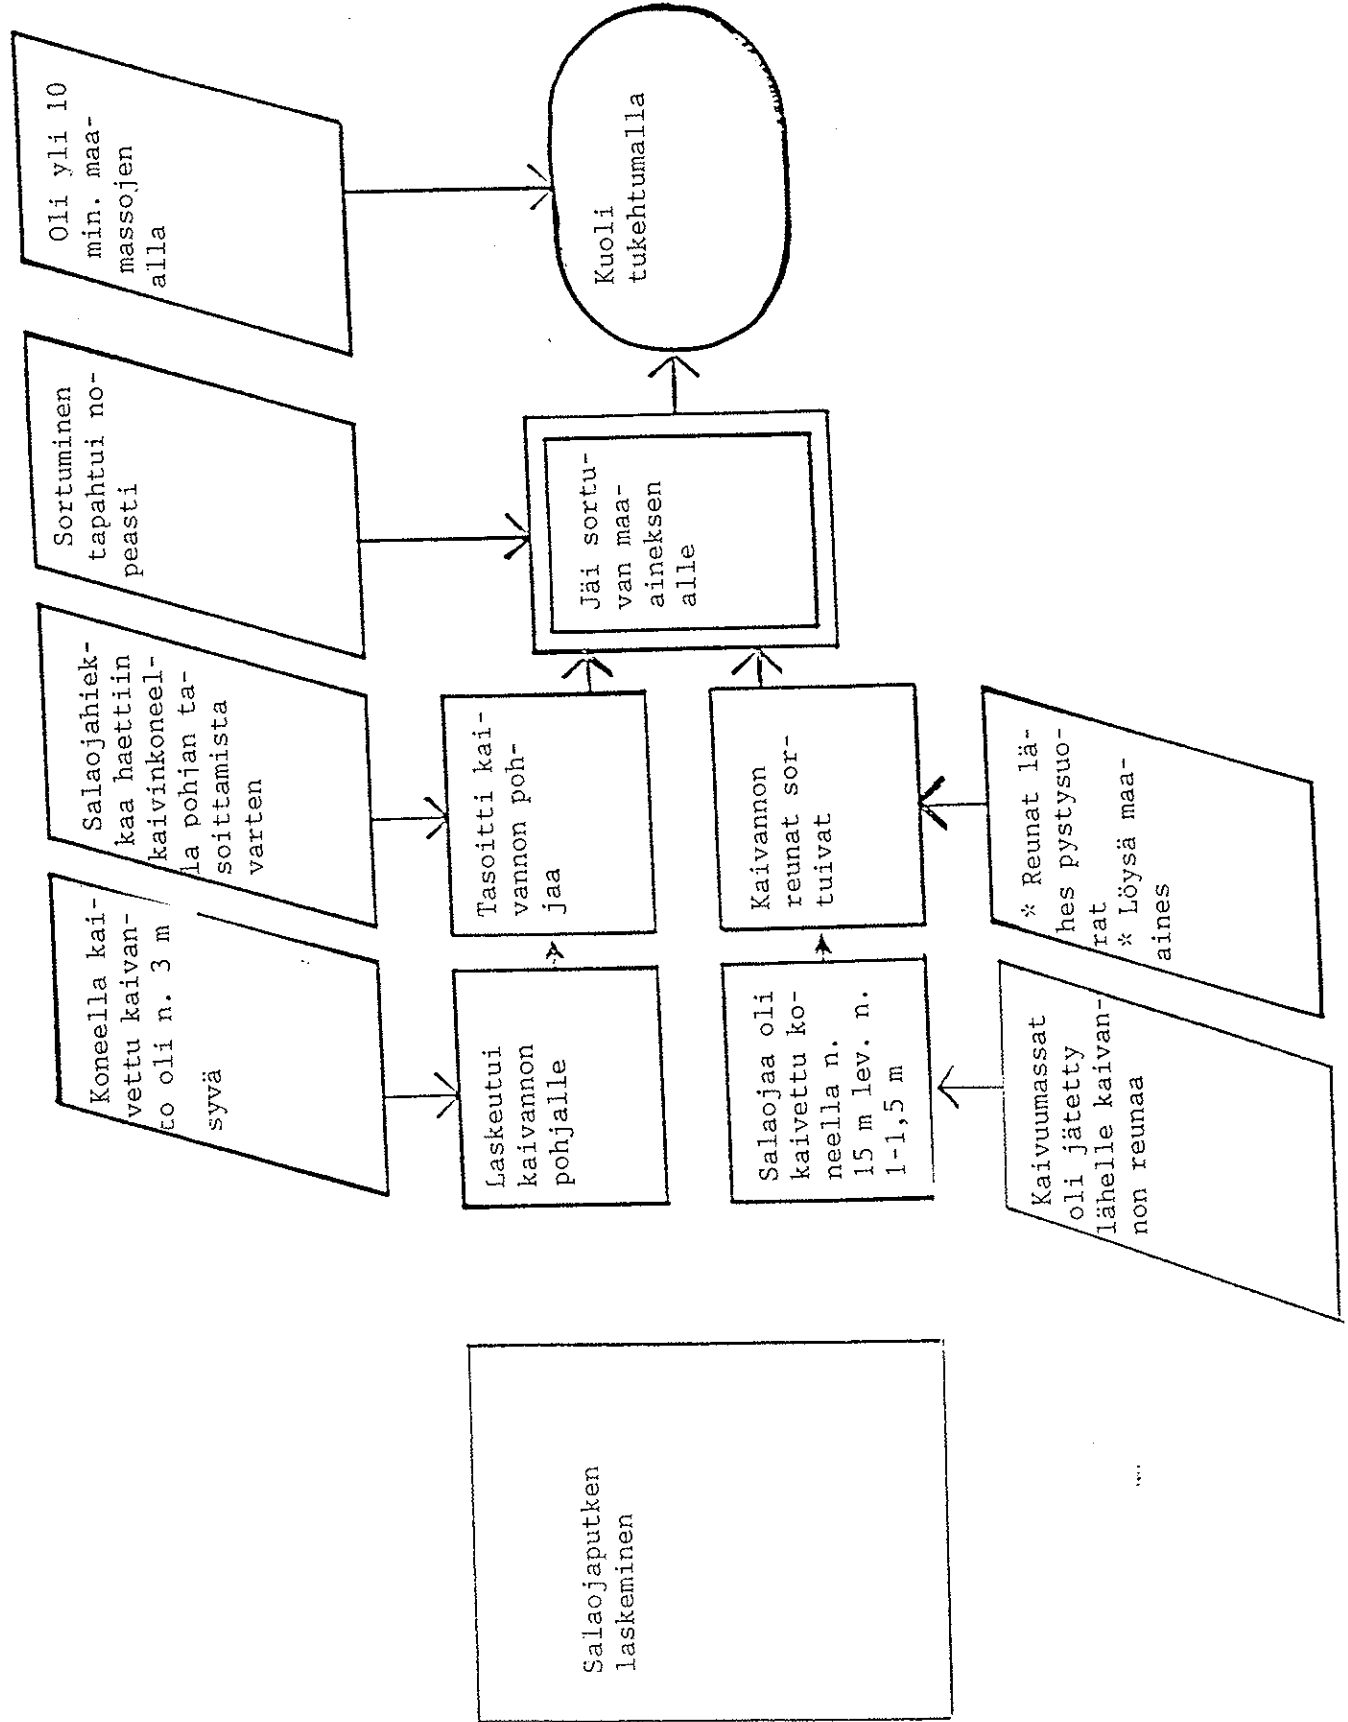 Salaojaputken
laskeminen
Koneella kai-
vettu kaivan-
to oli n. 3 m
syvä
Salaojahiek-
kaa haettiin
kaivinkoneel-
la pohjan ta-
soittamista
varten
Sortuminen
tapahtui no-
peasti
Oli yli 10
min. maa-
massojen
alla
Laskeutui
kaivannon
pohjalle
Tasoitti kai-
vannon poh-
jaa
Jäi sortu-
van maa-
aineksen
alle
Kuoli
tukehtumalla
Salaojaa oli
kaivettu ko-
neella n.
15 m lev. n.
1-1,5 m
Kaivannon
reunat sor-
tuivat
Kaivuumassat
oli jätetty
lähelle kaivan-
non reunaa
* Reunat lä-
hes pystysuo-
rat
* Löysä maa-
aines